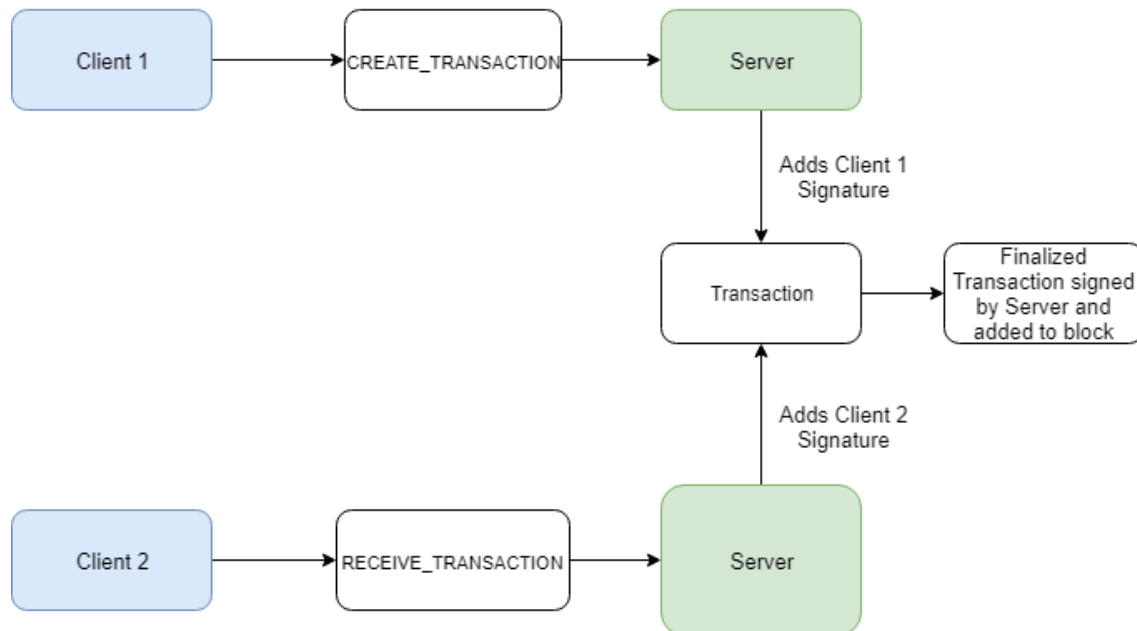 Client 1
CREATE_TRANSACTION
Server
Adds Client 1
Signature
Transaction
Finalized
Transaction signed
by Server and
added to block
Adds Client 2
Signature
Client 2
RECEIVE_TRANSACTION
Server